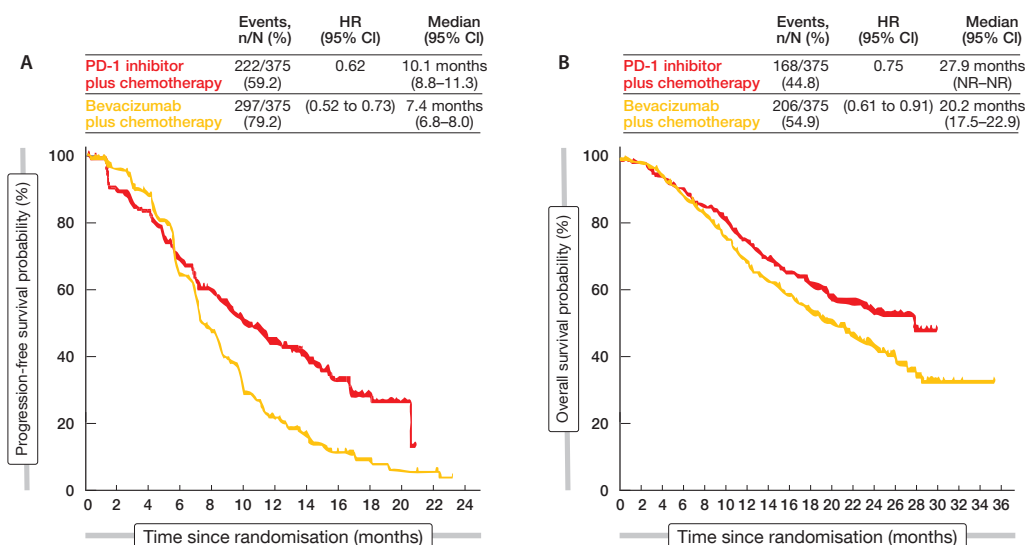 A
Events, HR Median
n/N (%) (95% CI) (95% CI)
PD-1 inhibitor 222/375 0.62 10.1 months
plus chemotherapy (59.2) (8.8–11.3)
Bevacizumab 297/375 (0.52 to 0.73) 7.4 months
plus chemotherapy (79.2) (6.8–8.0)
Progression-free survival probability (%)
100
80
60
40
20
0
0 2 4 6 8 10 12 14 16 18 20 22 24
Time since randomisation (months)
B
Events, HR Median
n/N (%) (95% CI) (95% CI)
PD-1 inhibitor 168/375 0.75 27.9 months
plus chemotherapy (44.8) (NR–NR)
Bevacizumab 206/375 (0.61 to 0.91) 20.2 months
plus chemotherapy (54.9) (17.5–22.9)
Overall survival probability (%)
100
80
60
40
20
0
0 2 4 6 8 10 12 14 16 18 20 22 24 26 28 30 32 34 36
Time since randomisation (months)